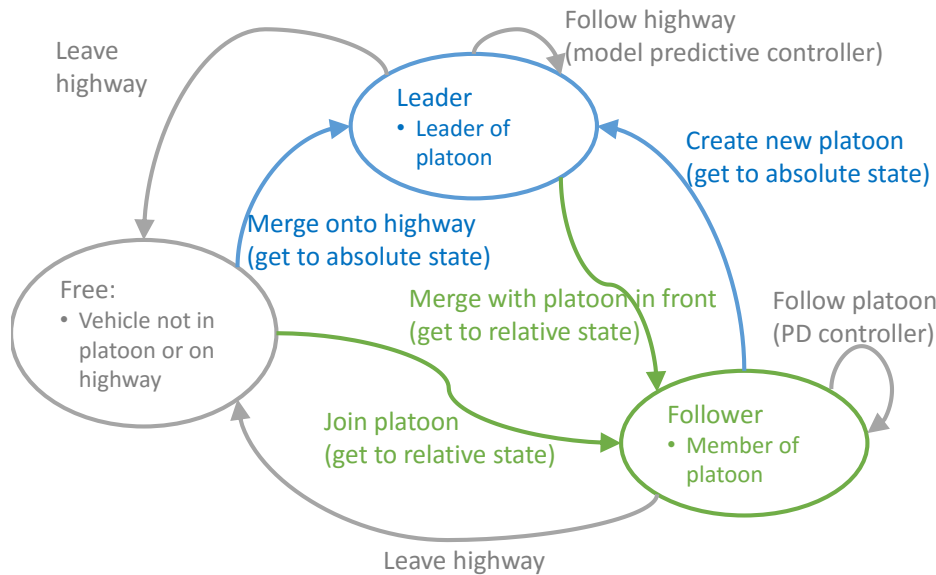 Leave
highway
Follow highway
(model predictive controller)
Leader
• Leader of
platoon
Create new platoon
(get to absolute state)
Merge onto highway
(get to absolute state)
Free:
• Vehicle not in
platoon or on
highway
Merge with platoon in front
(get to relative state)
Follow platoon
(PD controller)
Join platoon
(get to relative state)
Follower
• Member of
platoon
Leave highway